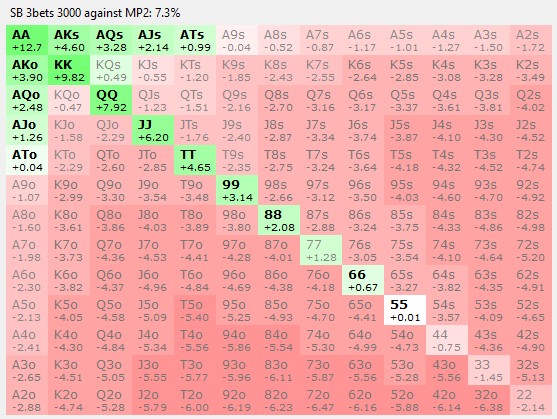 SB 3bets 3000 against MP2: 7.3%
AA AKs AQs AJs ATs A9s A8s A7s A6s A5s A4s A3s A2s
+12.7 +4.60 +3.28 +2.14 +0.99 -0.04 -0.52 -0.87 -1.17 -1.01 -1.27 -1.50 -1.72
AKo KK KQs KJs KTs K9s K8s K7s K6s K5s K4s K3s K2s
+3.90 +9.82 +0.49 -0.55 -1.20 -1.85 -2.43 -2.55 -2.64 -2.85 -3.08 -3.28 -3.49
AQo KQo QQ QJs QTs Q9s Q8s Q7s Q6s Q5s Q4s Q3s Q2s
+2.48 -0.47 +7.92 -1.23 -1.51 -2.16 -2.70 -3.16 -3.17 -3.37 -3.61 -3.81 -4.02
AJo KJo QJo JJ JTs J9s J8s J7s J6s J5s J4s J3s J2s
+1.26 -1.58 -2.29 +6.20 -1.76 -2.40 -2.87 -3.34 -3.74 -3.87 -4.10 -4.30 -4.52
ATo KTo QTo JTo TT T9s T8s T7s T6s T5s T4s T3s T2s
+0.04 -2.29 -2.60 -2.85 +4.65 -2.35 -2.75 -3.24 -3.64 -4.18 -4.32 -4.52 -4.74
A9o K9o Q9o J9o T9o 99 98s 97s 96s 95s 94s 93s 92s
-1.07 -2.99 -3.30 -3.54 -3.48 +3.14 -2.66 -3.12 -3.50 -4.03 -4.60 -4.70 -4.92
A8o K8o Q8o J8o T8o 98o 88 87s 86s 85s 84s 83s 82s
-1.60 -3.61 -3.86 -4.03 -3.89 -3.80 +2.08 -2.88 -3.24 -3.75 -4.33 -4.86 -4.98
A7o K7o Q7o J7o T7o 97o 87o 77 76s 75s 74s 73s 72s
-1.98 -3.73 -4.36 -4.53 -4.41 -4.28 -4.01 +1.28 -3.05 -3.54 -4.10 -4.64 -5.20
A6o K6o Q6o J6o T6o 96o 86o 76o 66 65s 64s 63s 62s
-2.30 -3.82 -4.37 -4.96 -4.84 -4.69 -4.38 -4.18 +0.67 -3.27 -3.82 -4.35 -4.91
A5o K5o Q5o J5o T5o 95o 85o 75o 65o 55 54s 53s 52s
-2.13 -4.05 -4.58 -5.09 -5.40 -5.25 -4.93 -4.70 -4.41 +0.01 -3.57 -4.09 -4.65
A4o K4o Q4o J4o T4o 94o 84o 74o 64o 54o 44 43s 42s
-2.41 -4.30 -4.84 -5.34 -5.56 -5.86 -5.54 -5.30 -4.99 -4.73 -0.75 -4.36 -4.90
A3o K3o Q3o J3o T3o 93o 83o 73o 63o 53o 43o 33 32s
-2.65 -4.51 -5.05 -5.55 -5.77 -5.96 -6.11 -5.87 -5.56 -5.28 -5.56 -1.45 -5.13
A2o K2o Q2o J2o T2o 92o 82o 72o 62o 52o 42o 32o 22
-2.88 -4.74 -5.28 -5.79 -6.00 -6.19 -6.23 -6.47 -6.16 -5.88 -6.14 -6.38 -2.14